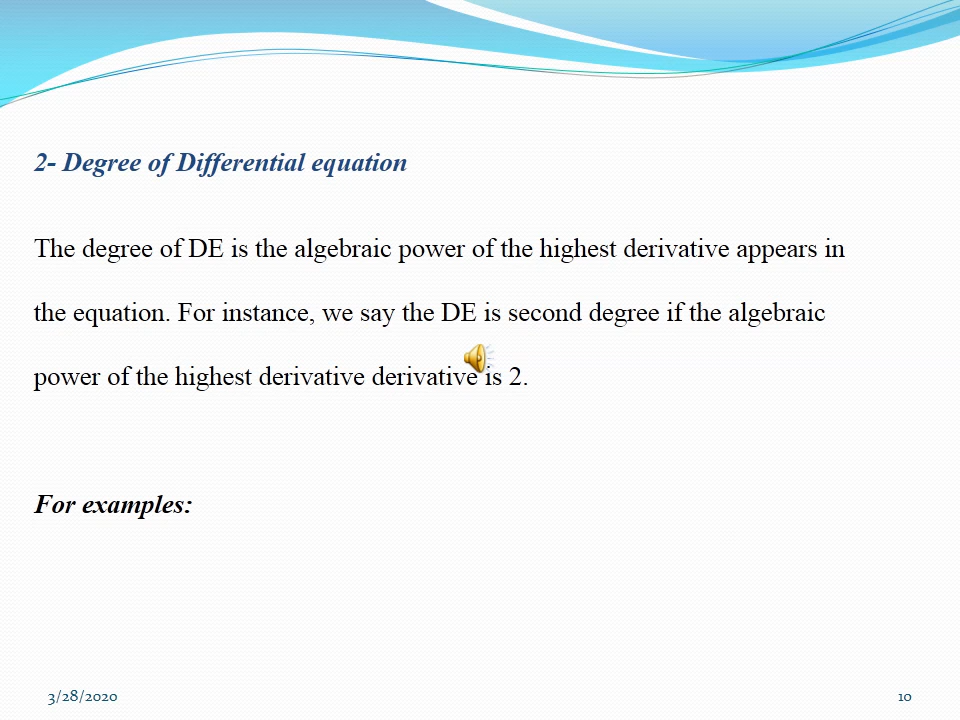 2- Degree of Differential equation
The degree of DE is the algebraic power of the highest derivative appears in
the equation. For instance, we say the DE is second degree if the algebraic
power of the highest derivative derivative is 2.
For examples:
3/28/2020
10